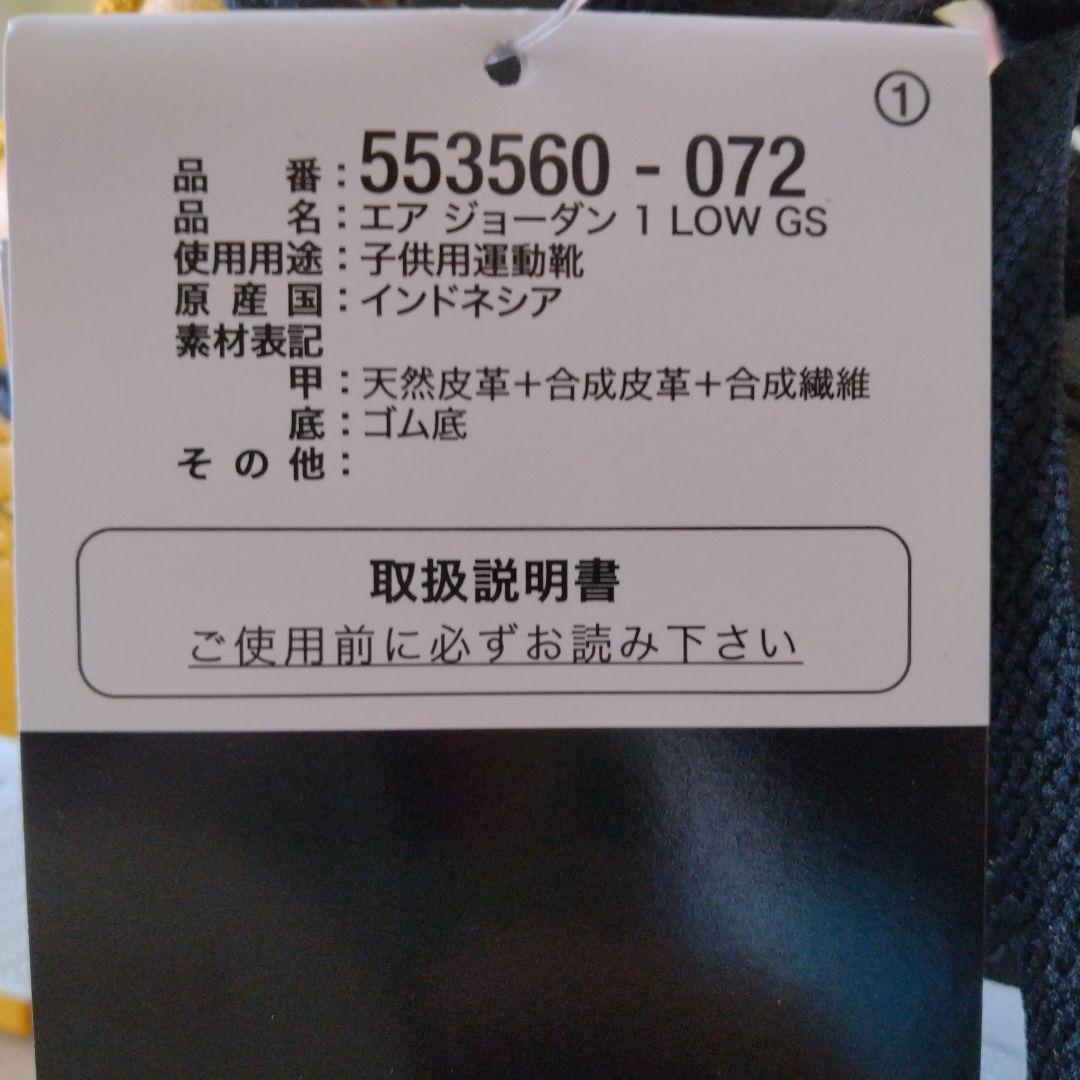 ①
品番：553560 - 072
品名：エア ジョーダン 1 LOW GS
使用用途：子供用運動靴
原産国：インドネシア
素材表記
甲：天然皮革＋合成皮革＋合成繊維
底：ゴム底
その他：
取扱説明書
ご使用前に必ずお読み下さい